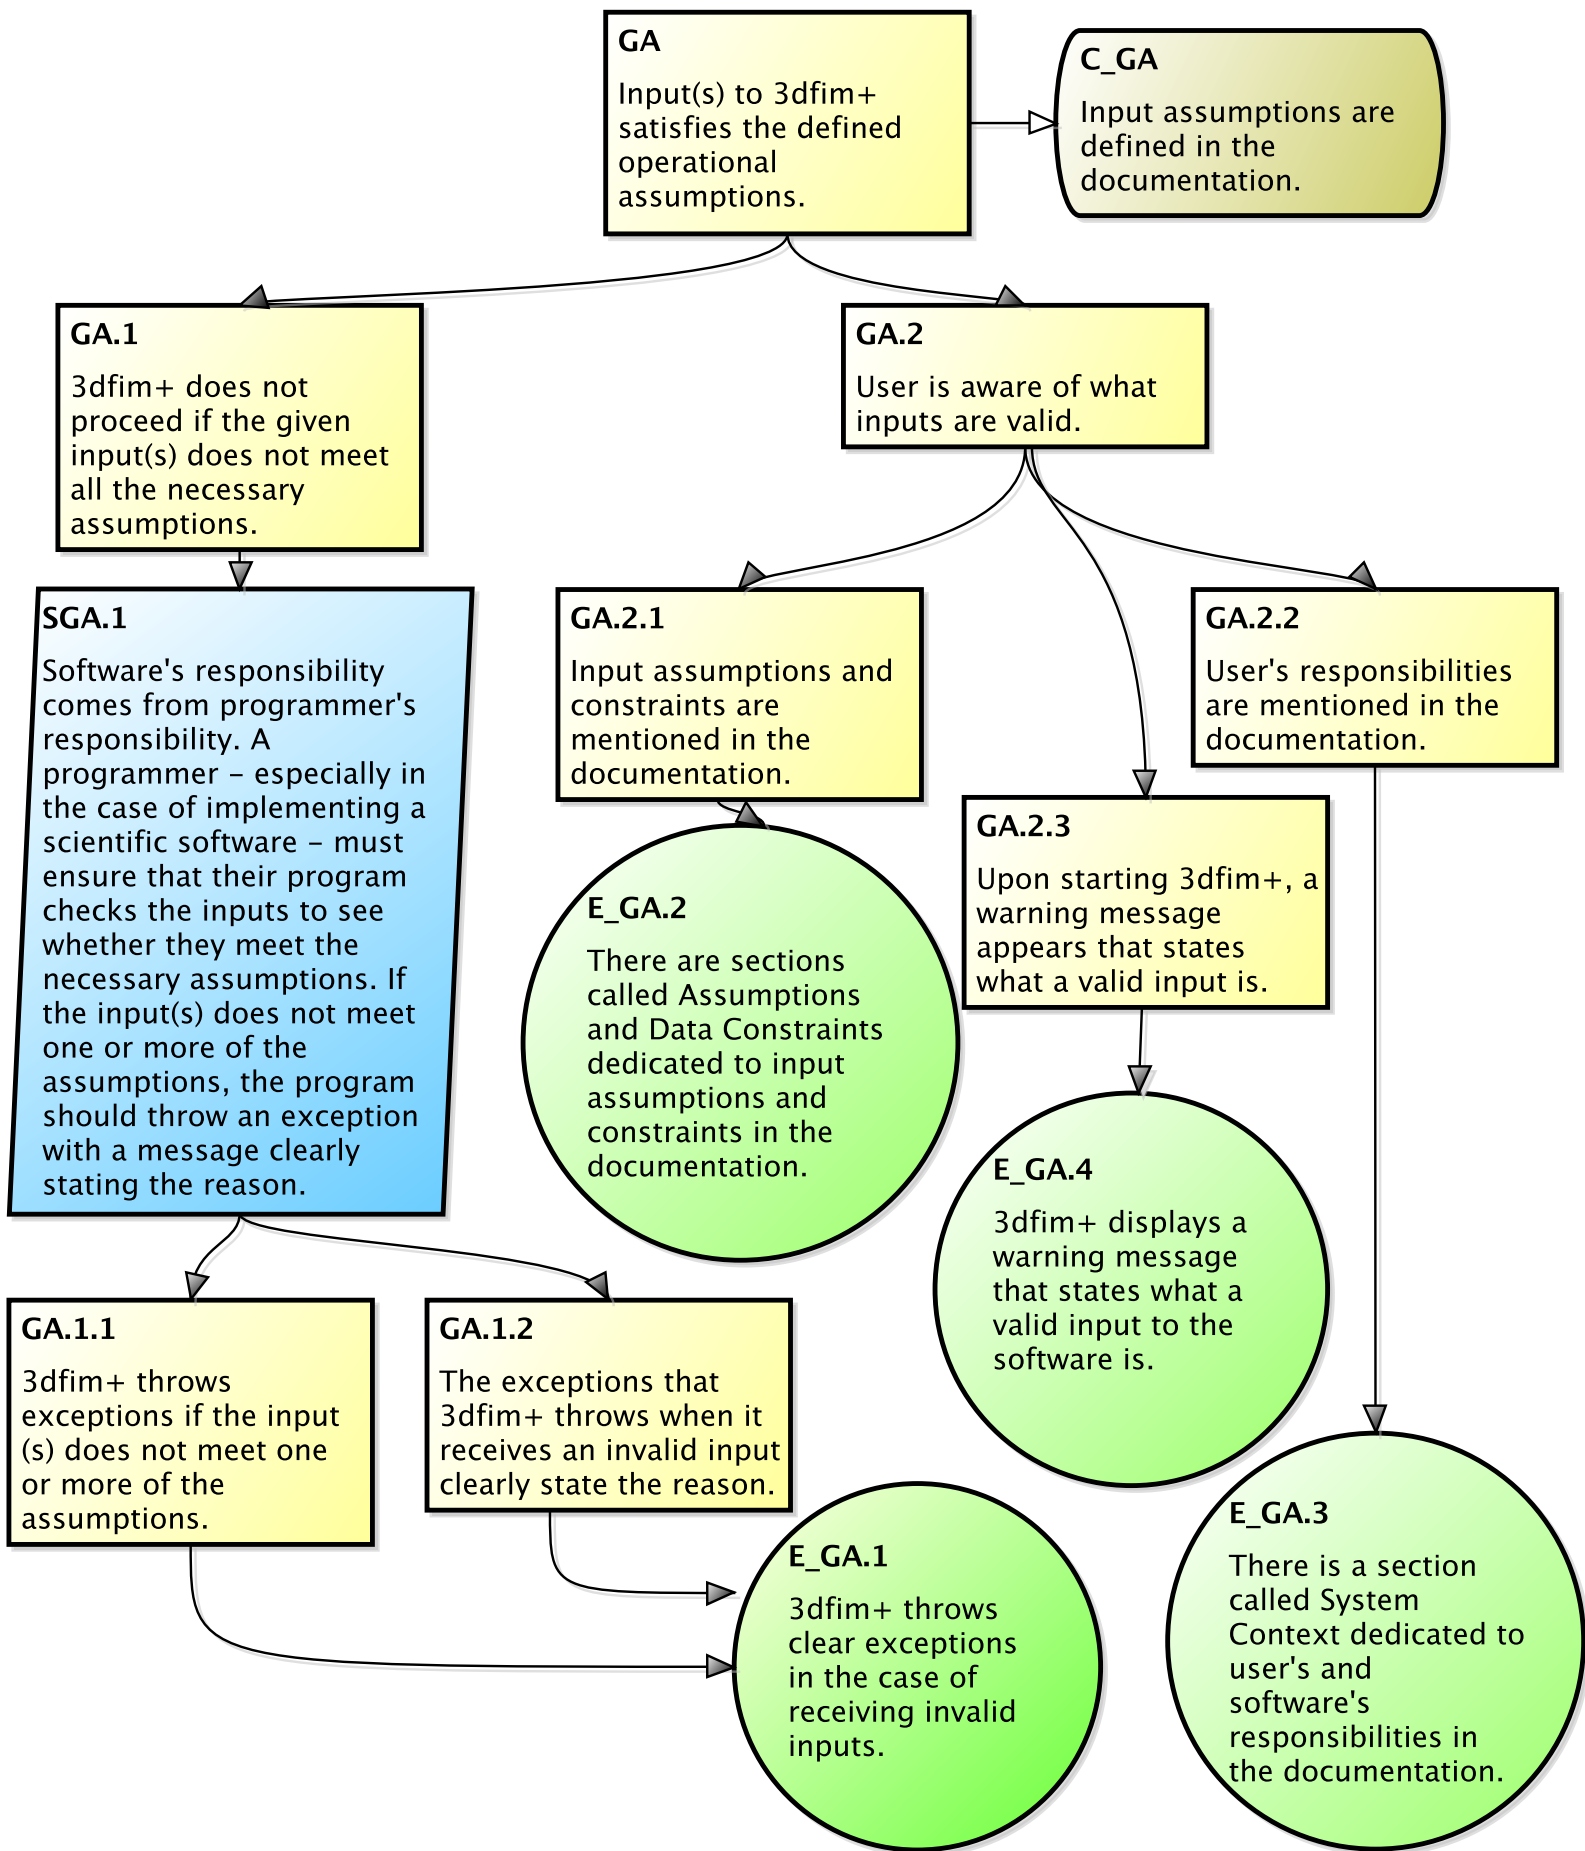 GA
Input(s) to 3dfim+
satisfies the defined
operational
assumptions.
C_GA
Input assumptions are
defined in the
documentation.
GA.1
3dfim+ does not
proceed if the given
input(s) does not meet
all the necessary
assumptions.
GA.2
User is aware of what
inputs are valid.
SGA.1
Software's responsibility
comes from programmer's
responsibility. A
programmer – especially in
the case of implementing a
scientific software – must
ensure that their program
checks the inputs to see
whether they meet the
necessary assumptions. If
the input(s) does not meet
one or more of the
assumptions, the program
should throw an exception
with a message clearly
stating the reason.
GA.2.1
Input assumptions and
constraints are
mentioned in the
documentation.
GA.2.2
User's responsibilities
are mentioned in the
documentation.
GA.2.3
Upon starting 3dfim+, a
warning message
appears that states
what a valid input is.
E_GA.2
There are sections
called Assumptions
and Data Constraints
dedicated to input
assumptions and
constraints in the
documentation.
E_GA.4
3dfim+ displays a
warning message
that states what a
valid input to the
software is.
GA.1.1
3dfim+ throws
exceptions if the input
(s) does not meet one
or more of the
assumptions.
GA.1.2
The exceptions that
3dfim+ throws when it
receives an invalid input
clearly state the reason.
E_GA.1
3dfim+ throws
clear exceptions
in the case of
receiving invalid
inputs.
E_GA.3
There is a section
called System
Context dedicated to
user's and
software's
responsibilities in
the documentation.